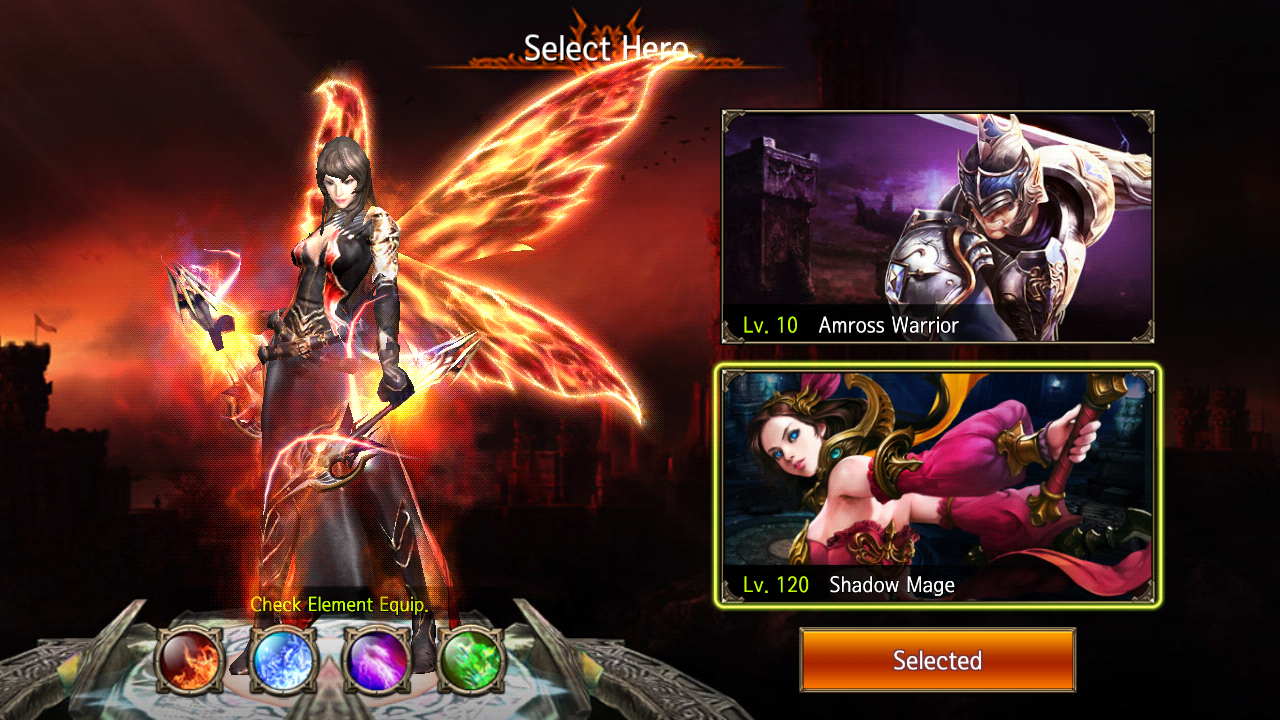 Select Hero
Lv. 10 Amross Warrior
Lv. 120 Shadow Mage
Check Element Equip.
Selected